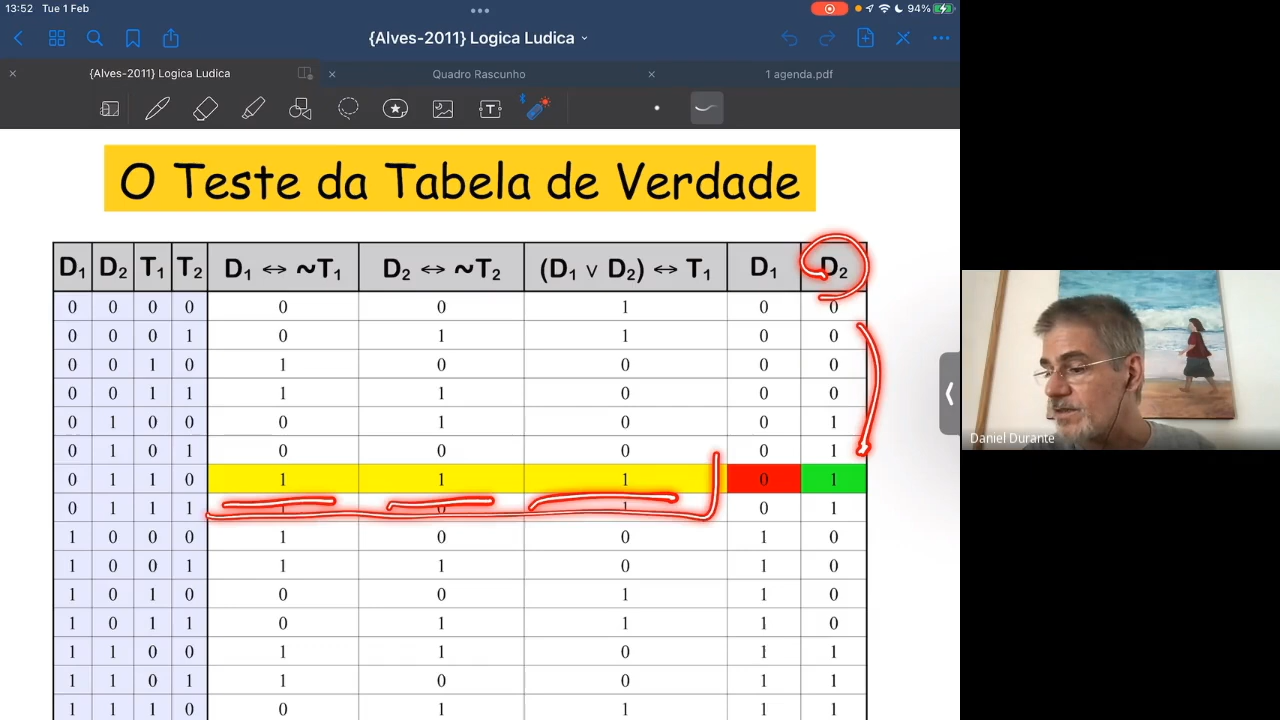 13:52 Tue 1 Feb
94%
{Alves-2011} Logica Ludica
{Alves-2011} Logica Ludica
Quadro Rascunho
1 agenda.pdf
T
O Teste da Tabela de Verdade
D₁ D₂ T₁ T₂ D₁ ↔ ~T₁ D₂ ↔ ~T₂ (D₁ ∨ D₂) ↔ T₁ D₁ D₂
0 0 0 0 0 0 1 0 0
0 0 0 1 0 1 1 0 0
0 0 1 0 1 0 0 0 0
0 0 1 1 1 1 0 0 0
0 1 0 0 0 1 0 0 1
0 1 0 1 0 0 0 0 1
0 1 1 0 1 1 1 0 1
0 1 1 1 1 0 1 0 1
1 0 0 0 1 0 0 1 0
1 0 0 1 1 1 0 1 0
1 0 1 0 0 0 1 1 0
1 0 1 1 0 1 1 1 0
1 1 0 0 1 1 0 1 1
1 1 0 1 1 0 0 1 1
1 1 1 0 0 1 1 1 1
Daniel Durante